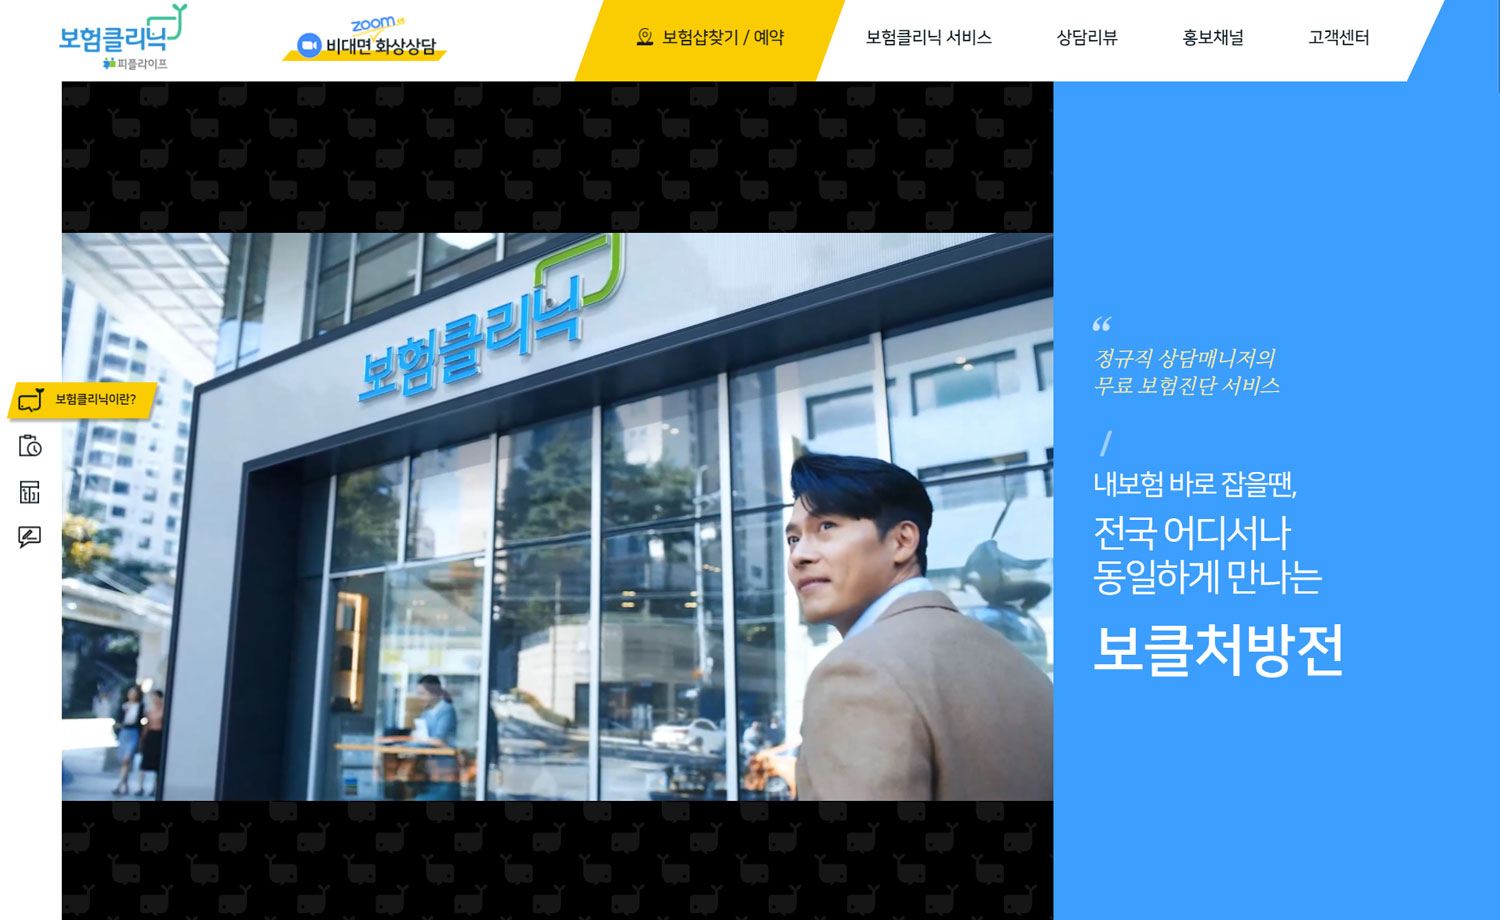 보험클리닉
피플라이프
zoom
비대면 화상상담
보험샵찾기 / 예약
보험클리닉 서비스
상담리뷰
홍보채널
고객센터
보험클리닉
보험클리닉이란?
“
정규직 상담매니저의
무료 보험진단 서비스
/
내보험 바로 잡을땐,
전국 어디서나
동일하게 만나는
보클처방전